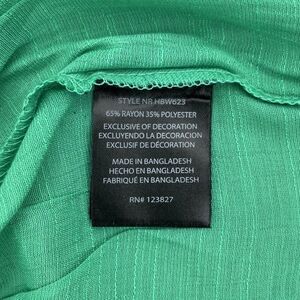 STYLE NR HBW623
65% RAYON 35% POLYESTER
EXCLUSIVE OF DECORATION
EXCLUYENDO LA DECORACION
EXCLUSIF DE DÉCORATION
MADE IN BANGLADESH
HECHO EN BANGLADESH
FABRIQUÉ EN BANGLADESH
RN# 123827